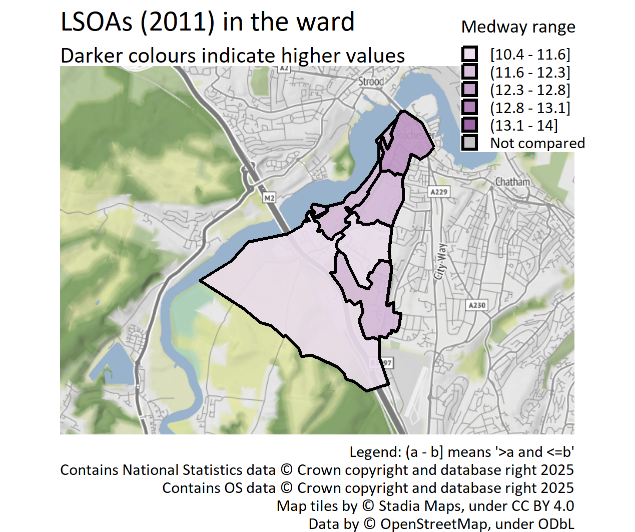 LSOAs (2011) in the ward
Darker colours indicate higher values
Medway range
[10.4 - 11.6]
(11.6 - 12.3]
(12.3 - 12.8]
(12.8 - 13.1]
(13.1 - 14]
Not compared
A2
Strood
Chatham
A229
M2
City Way
A230
Legend: (a - b] means '>a and <=b'
Contains National Statistics data © Crown copyright and database right 2025
Contains OS data © Crown copyright and database right 2025
Map tiles by © Stadia Maps, under CC BY 4.0
Data by © OpenStreetMap, under ODbL